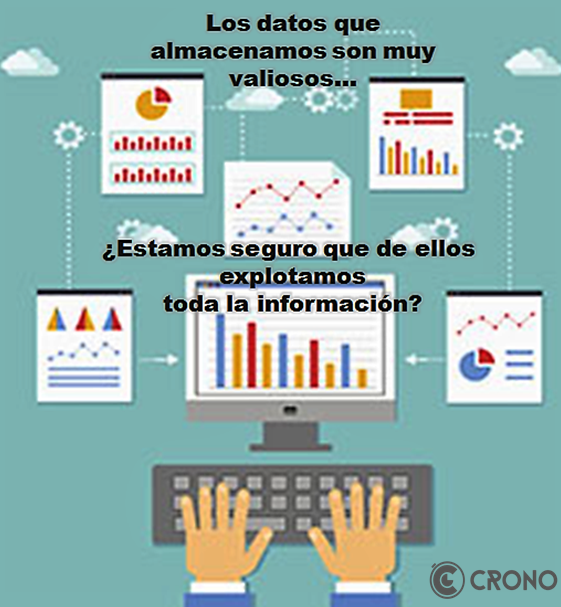 Los datos que
almacenamos son muy
valiosos...
¿Estamos seguro que de ellos
explotamos
toda la información?
CRONO